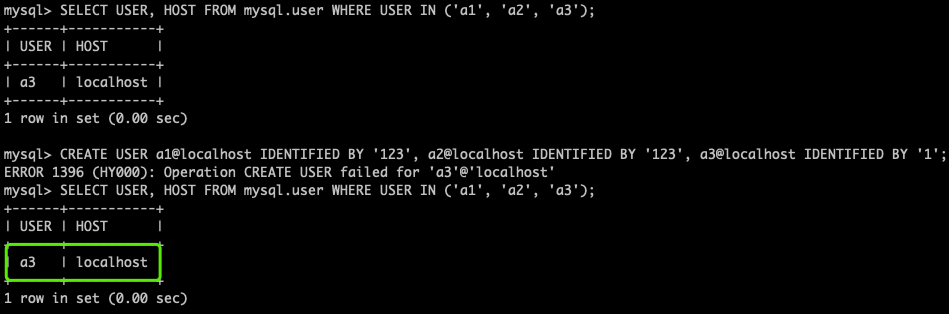 mysql> SELECT USER, HOST FROM mysql.user WHERE USER IN ('a1', 'a2', 'a3');
+------+-----------+
| USER | HOST      |
+------+-----------+
| a3   | localhost |
+------+-----------+
1 row in set (0.00 sec)
mysql> CREATE USER a1@localhost IDENTIFIED BY '123', a2@localhost IDENTIFIED BY '123', a3@localhost IDENTIFIED BY '1';
ERROR 1396 (HY000): Operation CREATE USER failed for 'a3'@'localhost'
mysql> SELECT USER, HOST FROM mysql.user WHERE USER IN ('a1', 'a2', 'a3');
+------+-----------+
| USER | HOST      |
+------+-----------+
| a3   | localhost |
+------+-----------+
1 row in set (0.00 sec)